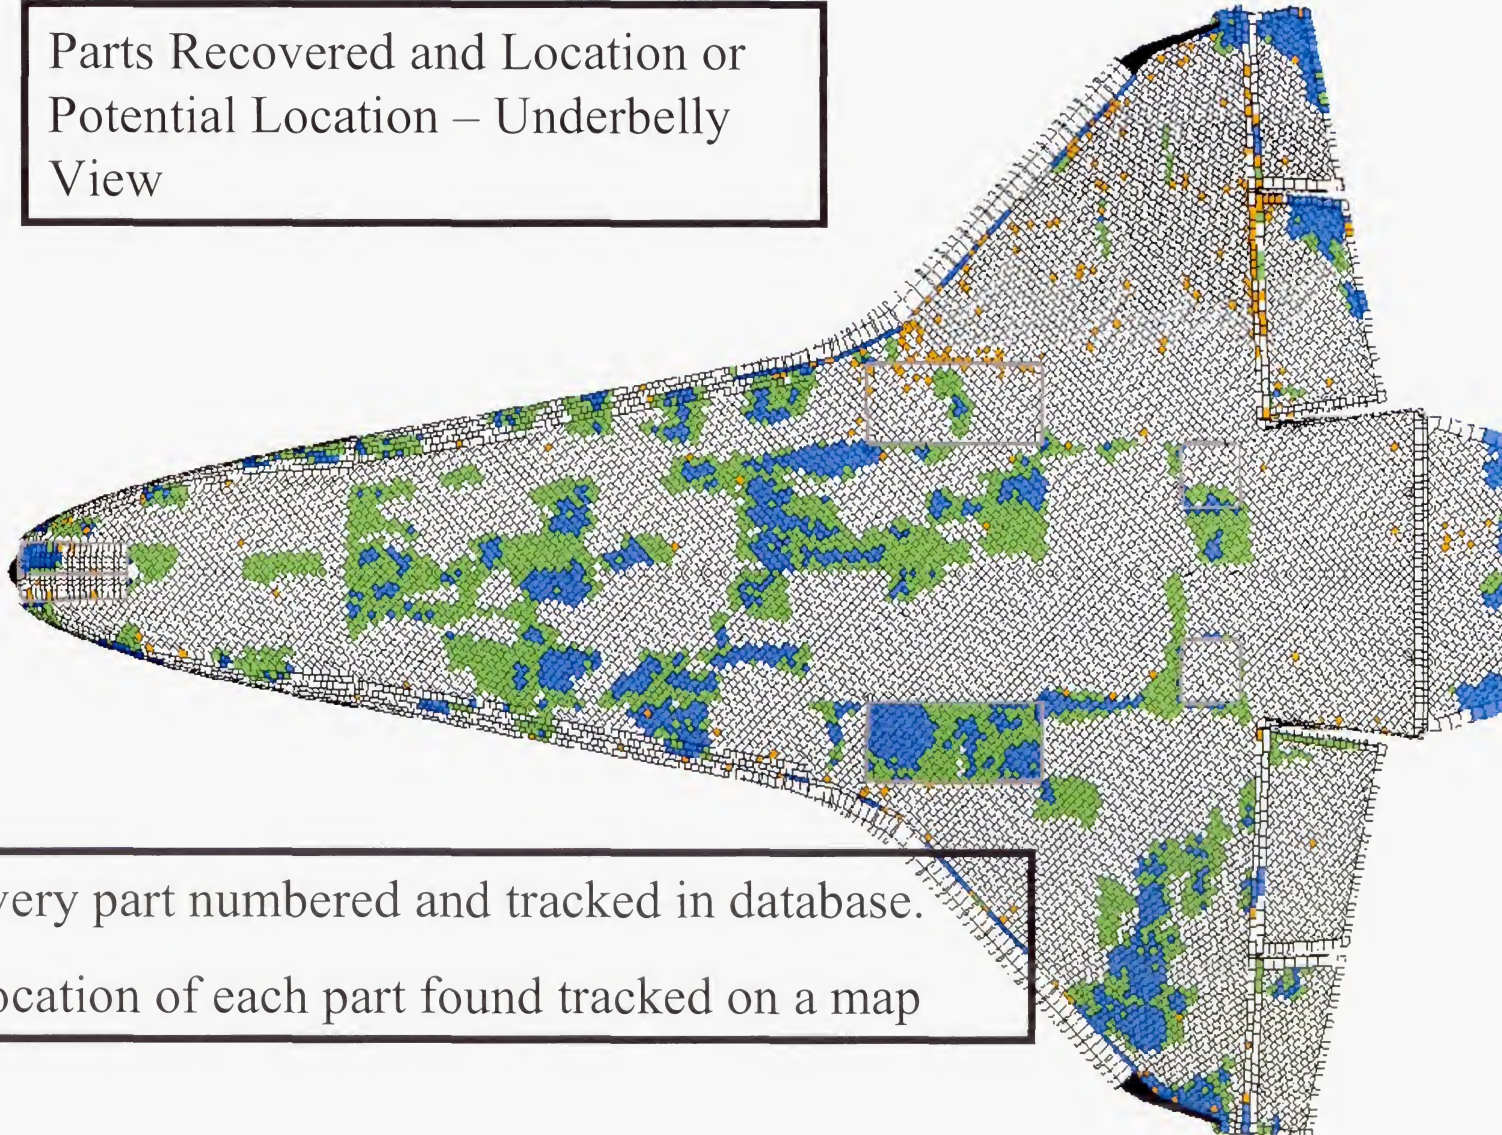 Parts Recovered and Location or
Potential Location – Underbelly
View
very part numbered and tracked in database.
ocation of each part found tracked on a map